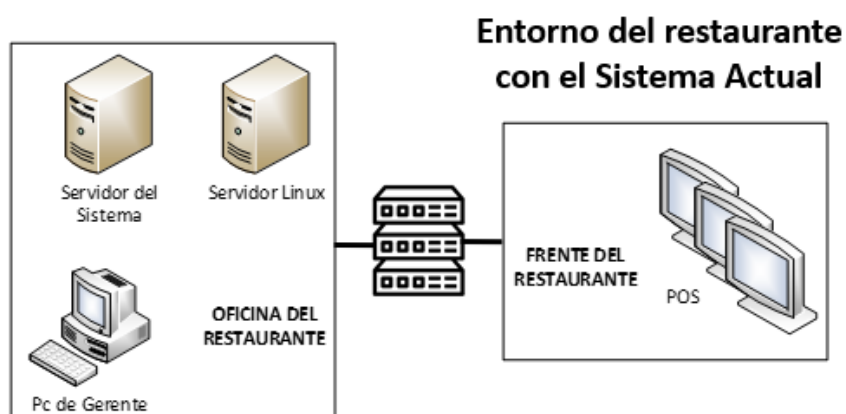 Entorno del restaurante
con el Sistema Actual
Servidor del
Sistema
Servidor Linux
OFICINA DEL
RESTAURANTE
Pc de Gerente
FRENTE DEL
RESTAURANTE
POS